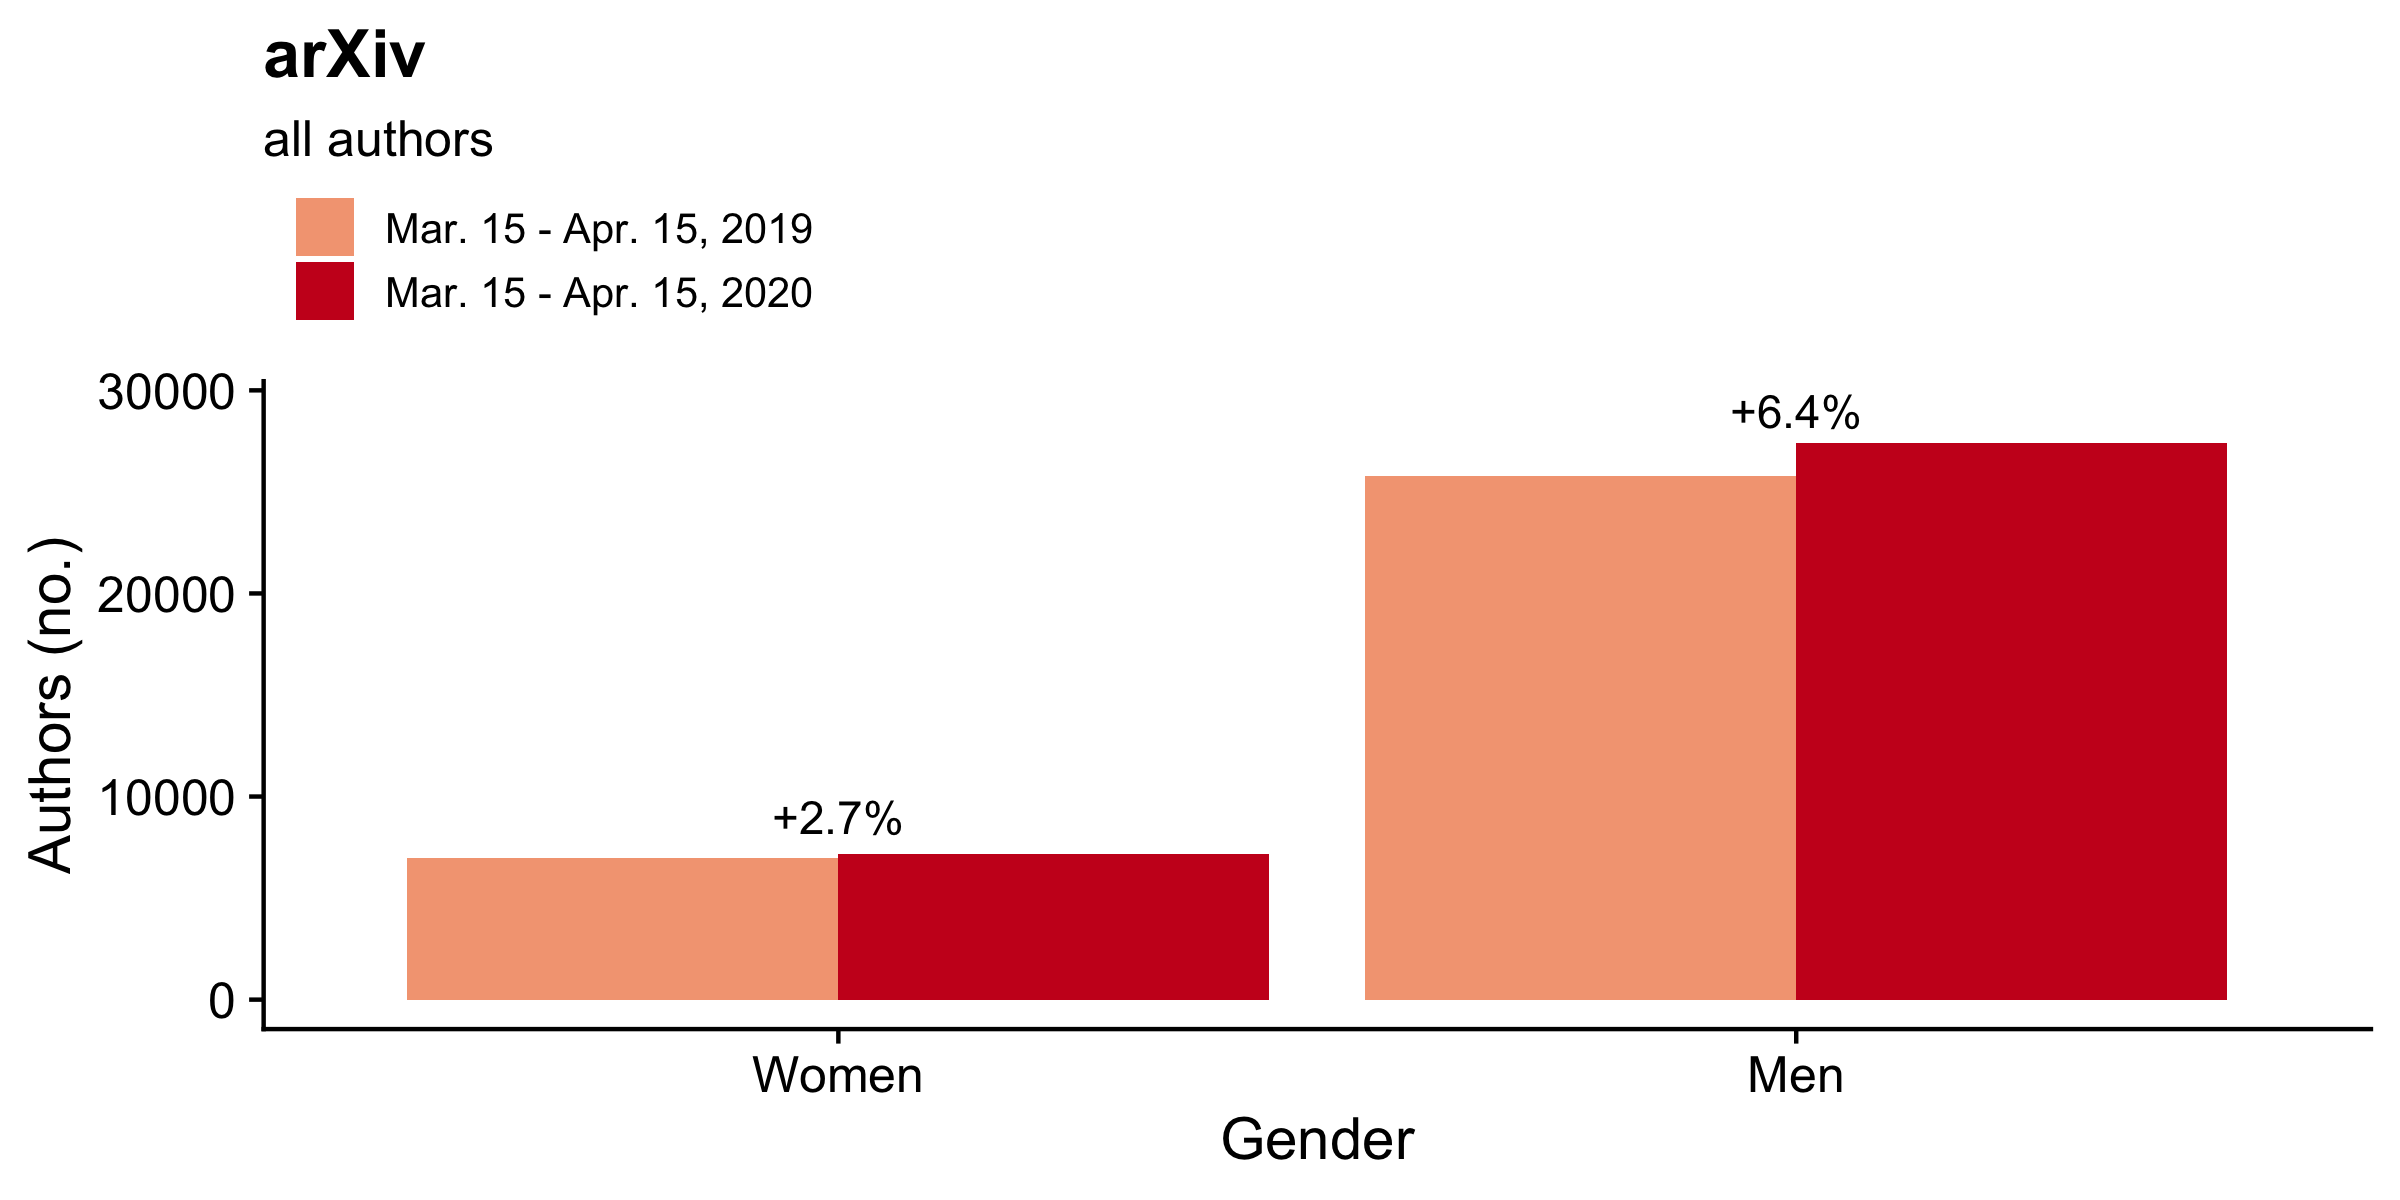 arXiv
all authors
Mar. 15 - Apr. 15, 2019
Mar. 15 - Apr. 15, 2020
Authors (no.)
30000
20000
10000
0
+2.7%
+6.4%
Women
Men
Gender